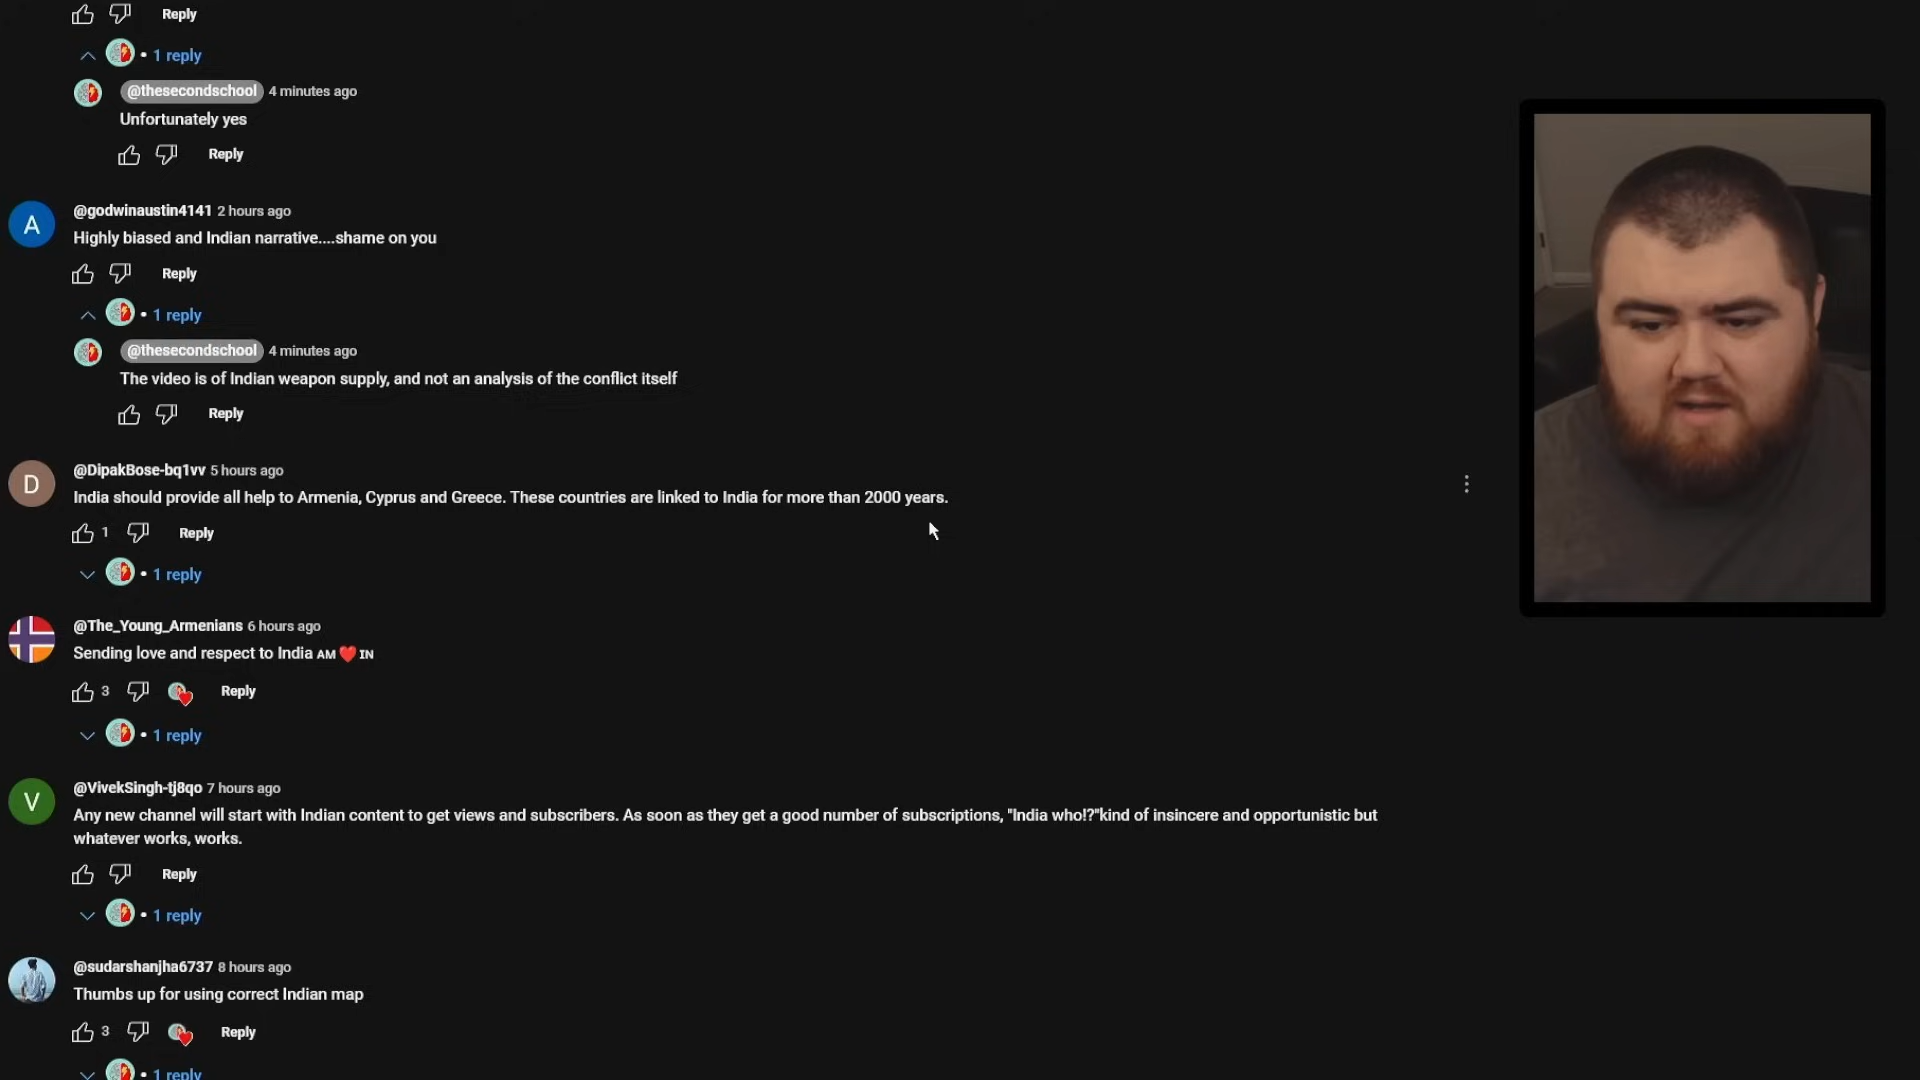 Reply
• 1 reply
@thesecondschool 4 minutes ago
Unfortunately yes
Reply
A
@godwinaustin4141 2 hours ago
Highly biased and Indian narrative....shame on you
Reply
• 1 reply
@thesecondschool 4 minutes ago
The video is of Indian weapon supply, and not an analysis of the conflict itself
Reply
D
@DipakBose-bq1vv 5 hours ago
India should provide all help to Armenia, Cyprus and Greece. These countries are linked to India for more than 2000 years.
1 Reply
• 1 reply
@The_Young_Armenians 6 hours ago
Sending love and respect to India AM❤️IN
3 Reply
• 1 reply
V
@VivekSingh-tj8qo 7 hours ago
Any new channel will start with Indian content to get views and subscribers. As soon as they get a good number of subscriptions, "India who!?"kind of insincere and opportunistic but
whatever works, works.
Reply
• 1 reply
@sudarshanjha6737 8 hours ago
Thumbs up for using correct Indian map
3 Reply
• 1 reply